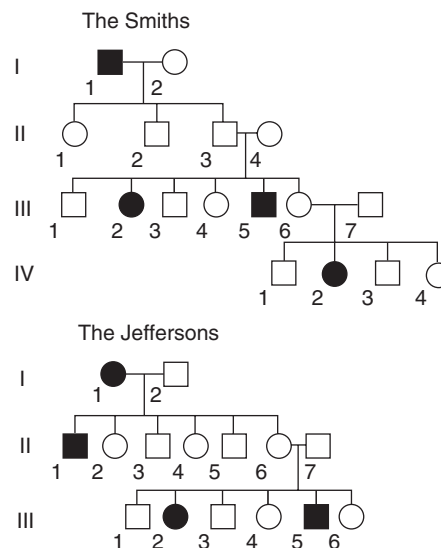 The Smiths
I
1 2
II
1 2 3 4
III
1 2 3 4 5 6 7
IV
1 2 3 4
The Jeffersons
I
1 2
II
1 2 3 4 5 6 7
III
1 2 3 4 5 6